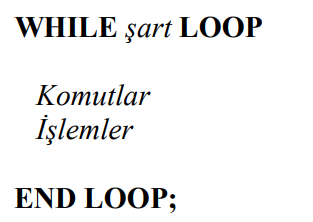 WHILE şart LOOP
Komutlar
İşlemler
END LOOP;